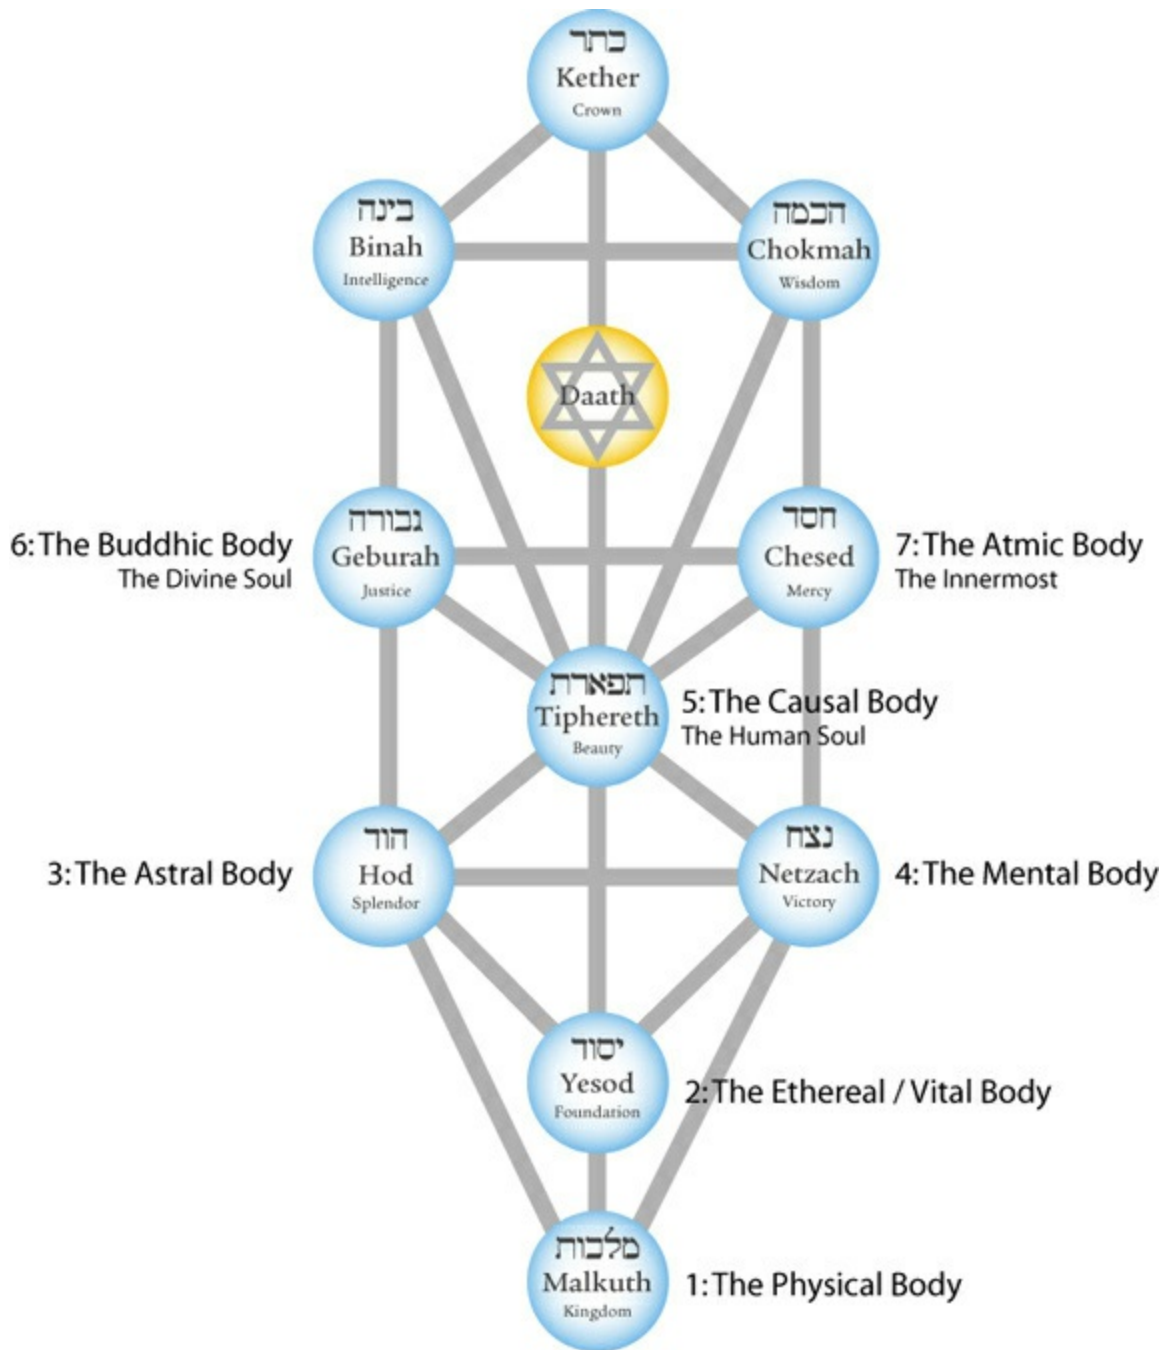 כתר
Kether
Crown
בינה
Binah
Intelligence
הכמה
Chokmah
Wisdom
Daath
6: The Buddhic Body
The Divine Soul
גבורה
Geburah
Justice
חסד
Chesed
Mercy
7: The Atmic Body
The Innermost
תפארת
Tiphereth
Beauty
5: The Causal Body
The Human Soul
3: The Astral Body
הוד
Hod
Splendor
נצח
Netzach
Victory
4: The Mental Body
יסוד
Yesod
Foundation
2: The Ethereal / Vital Body
מלכות
Malkuth
Kingdom
1: The Physical Body